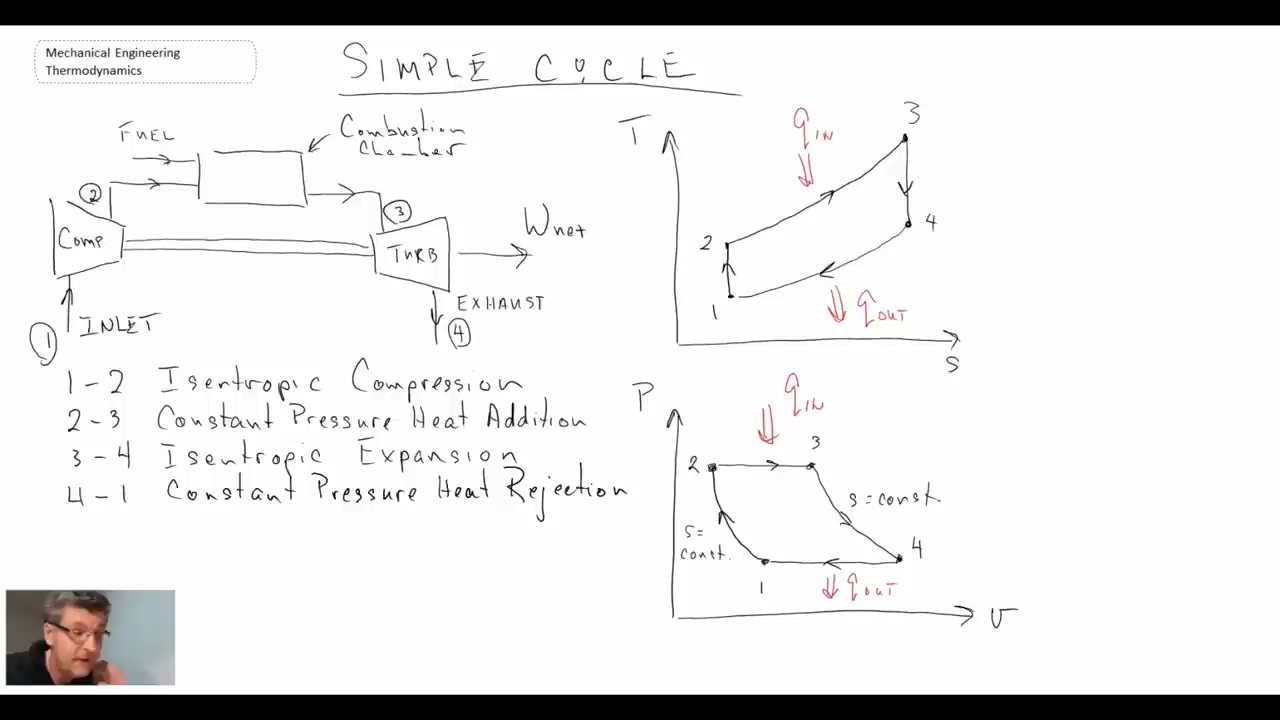 Mechanical Engineering
Thermodynamics
SIMPLE CYCLE
FUEL
Combustion
Chamber
2
3
Comp
TURB
Wnet
EXHAUST
4
1
INLET
1-2 Isentropic Compression
2-3 Constant Pressure Heat Addition
3-4 Isentropic Expansion
4-1 Constant Pressure Heat Rejection
T
qIN
3
2
4
1
qOUT
s
P
qIN
2
3
s=const.
s=
const.
4
1
qOUT
v